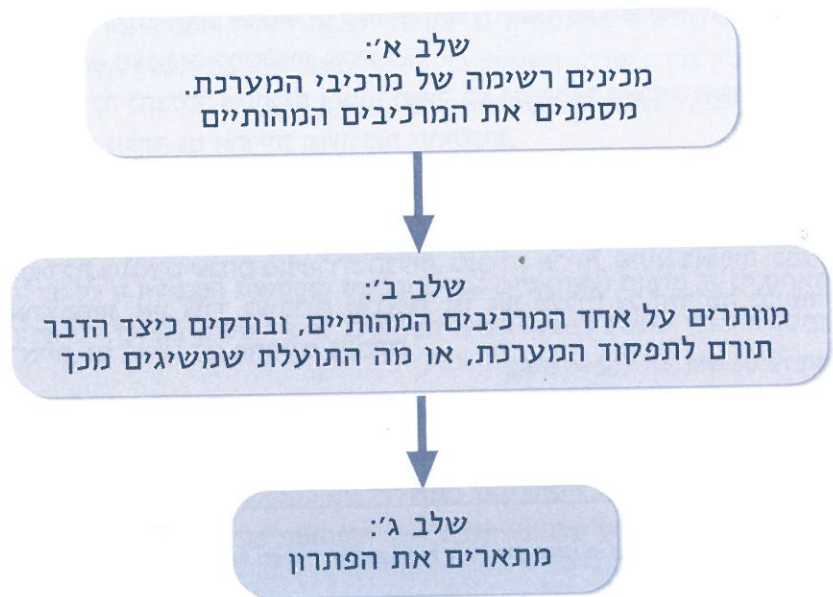 שלב א':
מכינים רשימה של מרכיבי המערכת.
מסמנים את המרכיבים המהותיים
שלב ב':
מוותרים על אחד המרכיבים המהותיים, ובודקים כיצד הדבר
תורם לתפקוד המערכת, או מה התועלת שמשיגים מכך
שלב ג':
מתארים את הפתרון